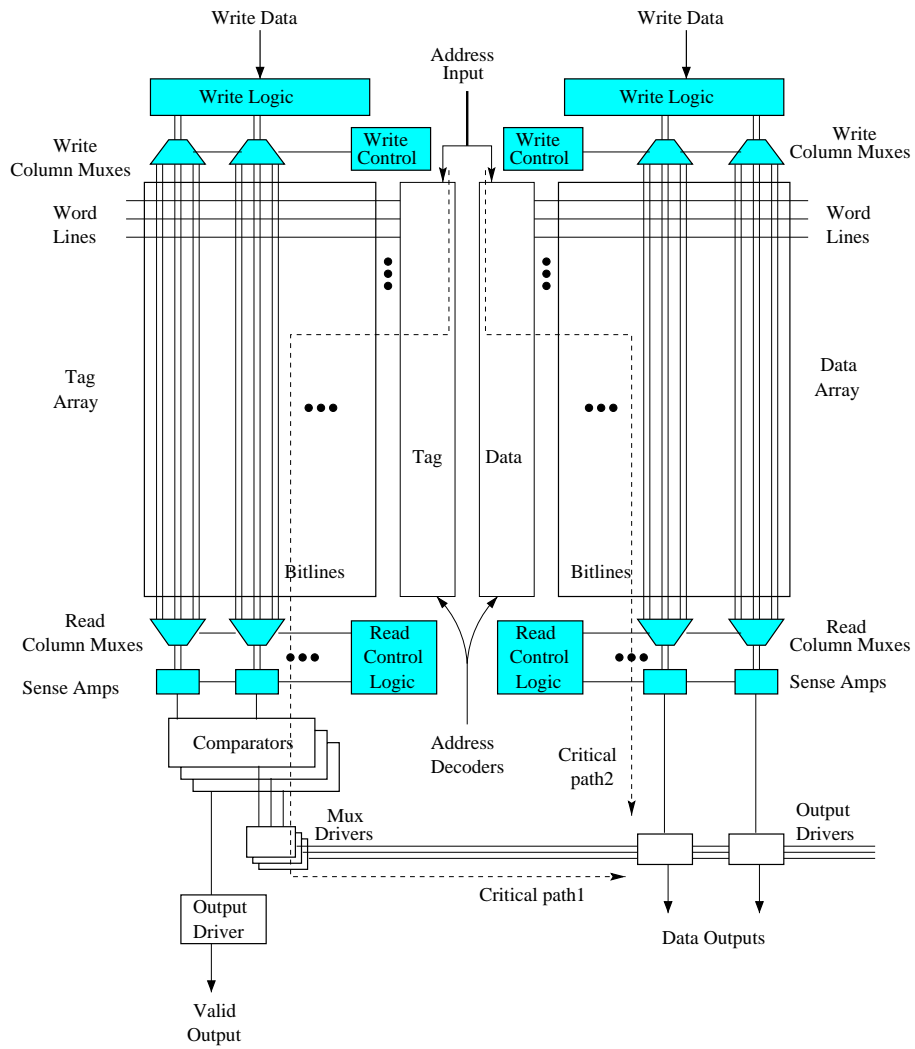 Write Data
Write Data
Address
Input
Write Logic
Write Logic
Write
Column Muxes
Write
Control
Write
Control
Write
Column Muxes
Word
Lines
Word
Lines
Tag
Array
Data
Array
Tag
Data
Bitlines
Bitlines
Read
Column Muxes
Read
Control
Logic
Read
Control
Logic
Read
Column Muxes
Sense Amps
Sense Amps
Comparators
Address
Decoders
Critical
path2
Mux
Drivers
Output
Drivers
Critical path1
Output
Driver
Data Outputs
Valid
Output